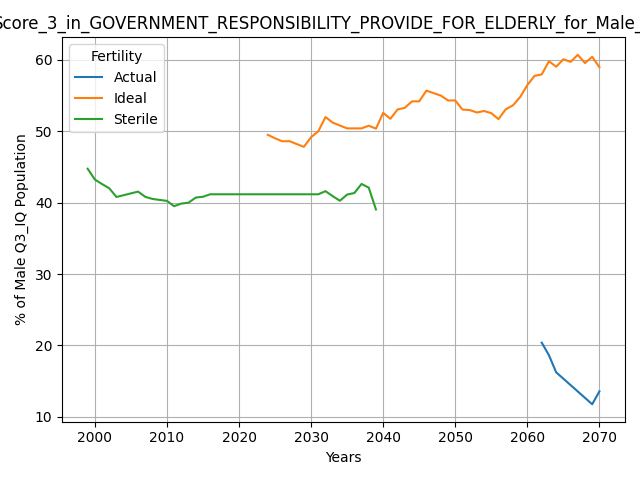 Score_3_in_GOVERNMENT_RESPONSIBILITY_PROVIDE_FOR_ELDERLY_for_Male_
Fertility
Actual
Ideal
Sterile
% of Male Q3_IQ Population
60
50
40
30
20
10
2000 2010 2020 2030 2040 2050 2060 2070
Years